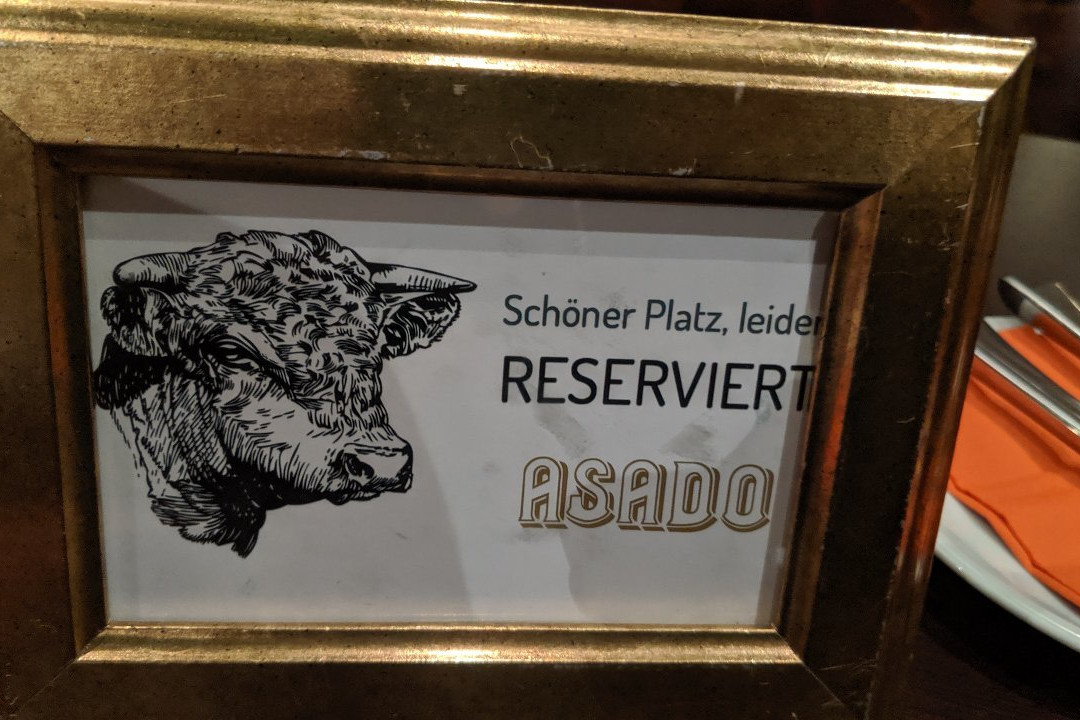 Schöner Platz, leider
RESERVIERT
ASADO